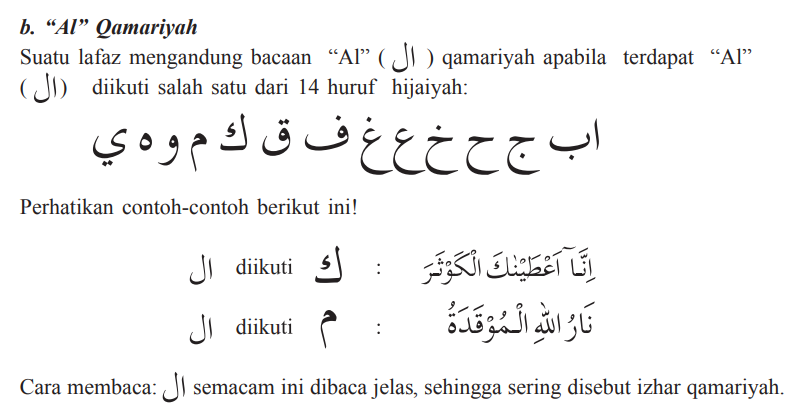 b. “Al” Qamariyah
Suatu lafaz mengandung bacaan “Al” ( ال ) qamariyah apabila terdapat “Al”
( ال) diikuti salah satu dari 14 huruf hijaiyah:
ا ب ج ح خ ع غ ف ق ك م و ه ي
Perhatikan contoh-contoh berikut ini!
ال diikuti ك : اِنَّآ اَعْطَيْنٰكَ الْكَوْثَرَ
ال diikuti م : نَارُ اللهِ الْمُوْقَدَةُ
Cara membaca: ال semacam ini dibaca jelas, sehingga sering disebut izhar qamariyah.